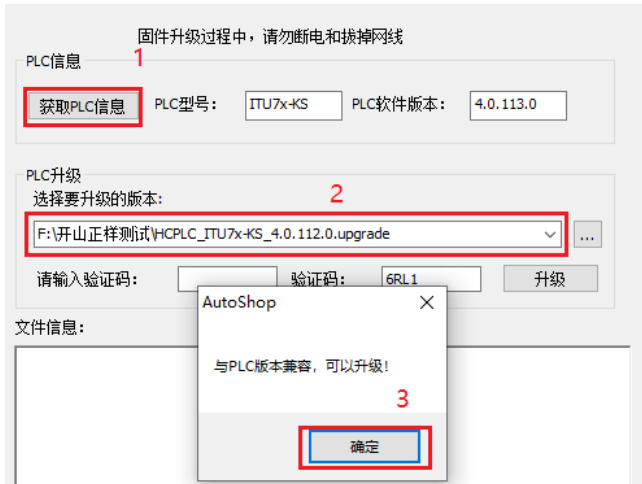 固件升级过程中，请勿断电和拔掉网线
1
PLC信息
获取PLC信息 PLC型号： ITU7x-KS PLC软件版本： 4.0.113.0
PLC升级
选择要升级的版本:
2
F:\开山正样测试\HCPLC_ITU7x-KS_4.0.112.0.upgrade ...
请输入验证码： 验证码： 6RL1 升级
AutoShop
文件信息：
与PLC版本兼容，可以升级!
3
确定